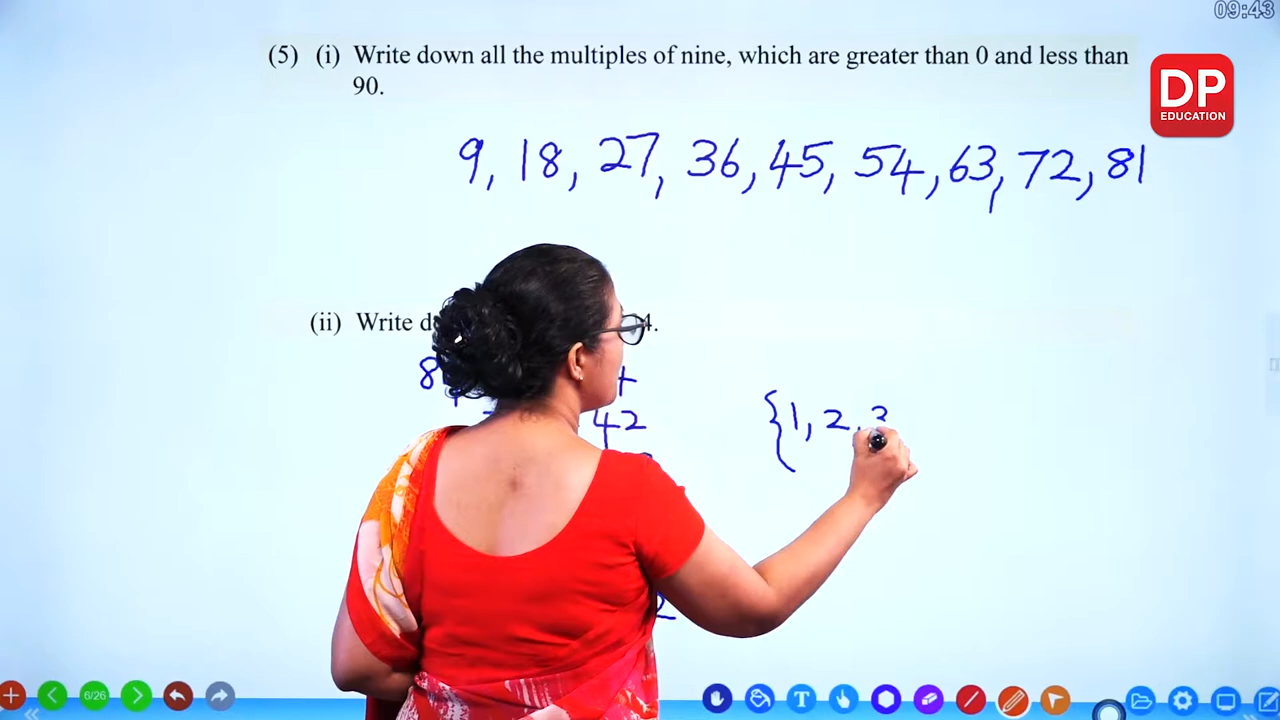 09:43
(5) (i) Write down all the multiples of nine, which are greater than 0 and less than
90.
DP
EDUCATION
9, 18, 27, 36, 45, 54, 63, 72, 81
(ii) Write 4.
8
42
{1, 2, 3
2
6/26
T